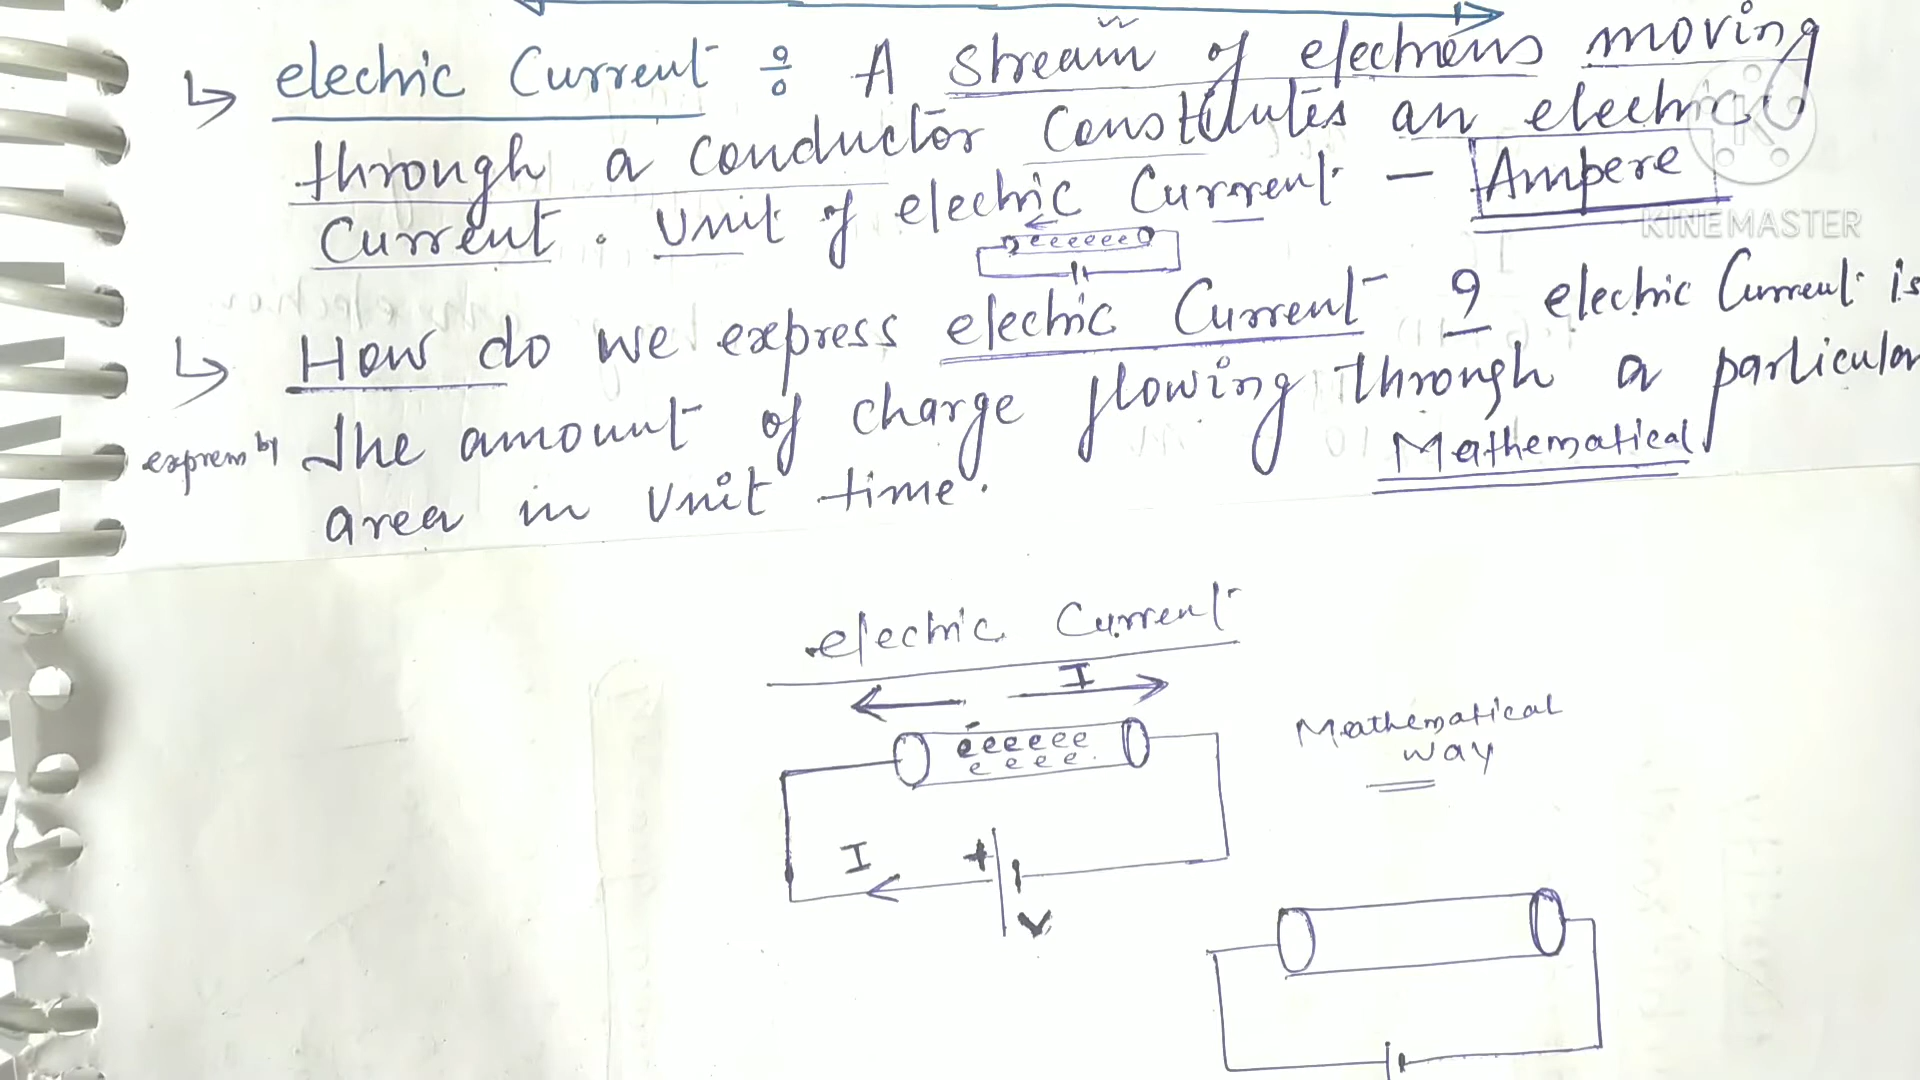 electric Current ÷ A stream of electrons moving
through a conductor constitutes an electric
Current. Unit of electric Current - Ampere
KINEMASTER
e e e e e e e
How do we express electric Current ? electric Current is
express by The amount of charge flowing through a particular
area in unit time. Mathematical
electric Current
I
e e e e e e
e e e e
Mathematical
way
I
+
V